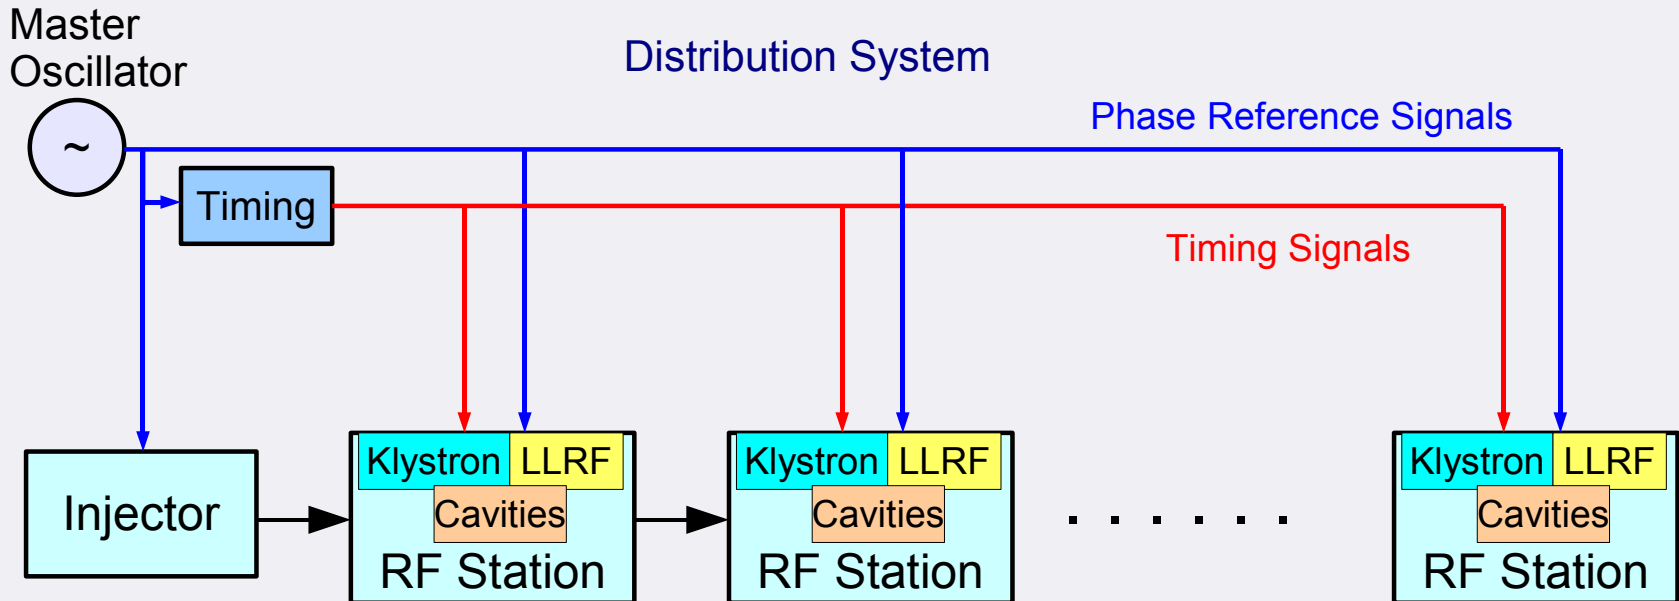 Master
Oscillator
Distribution System
~
Phase Reference Signals
Timing
Timing Signals
Klystron LLRF
Cavities
RF Station
Klystron LLRF
Cavities
RF Station
Klystron LLRF
Cavities
RF Station
Injector
. . . . . .